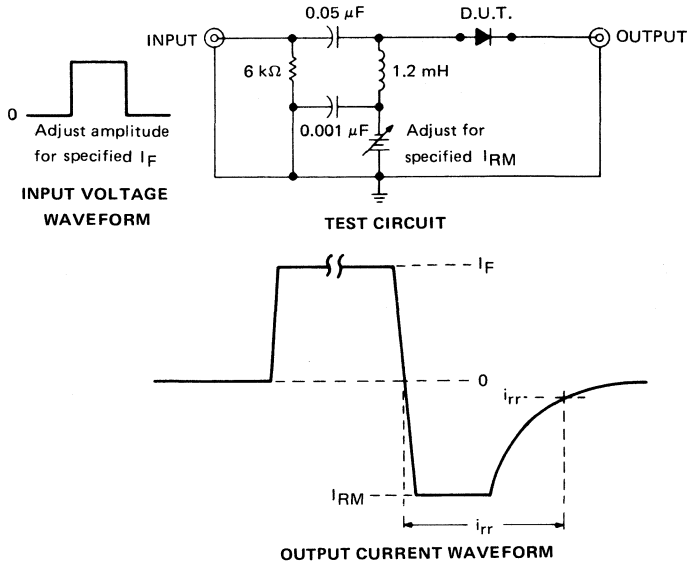 INPUT
0.05 μF
D.U.T.
OUTPUT
6 kΩ
1.2 mH
0
Adjust amplitude
for specified IF
0.001 μF
Adjust for
specified IRM
INPUT VOLTAGE
WAVEFORM
TEST CIRCUIT
IF
0
irr
IRM
irr
OUTPUT CURRENT WAVEFORM